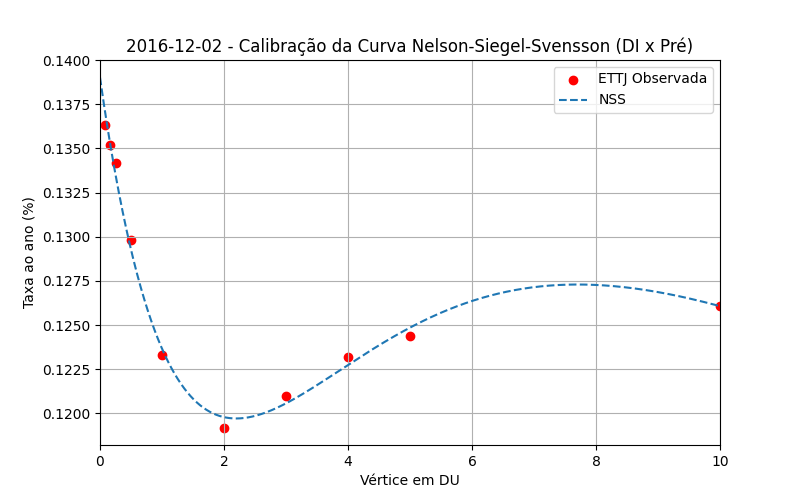 2016-12-02 - Calibração da Curva Nelson-Siegel-Svensson (DI x Pré)
ETTJ Observada
NSS
Taxa ao ano (%)
0.1400
0.1375
0.1350
0.1325
0.1300
0.1275
0.1250
0.1225
0.1200
0 2 4 6 8 10
Vértice em DU